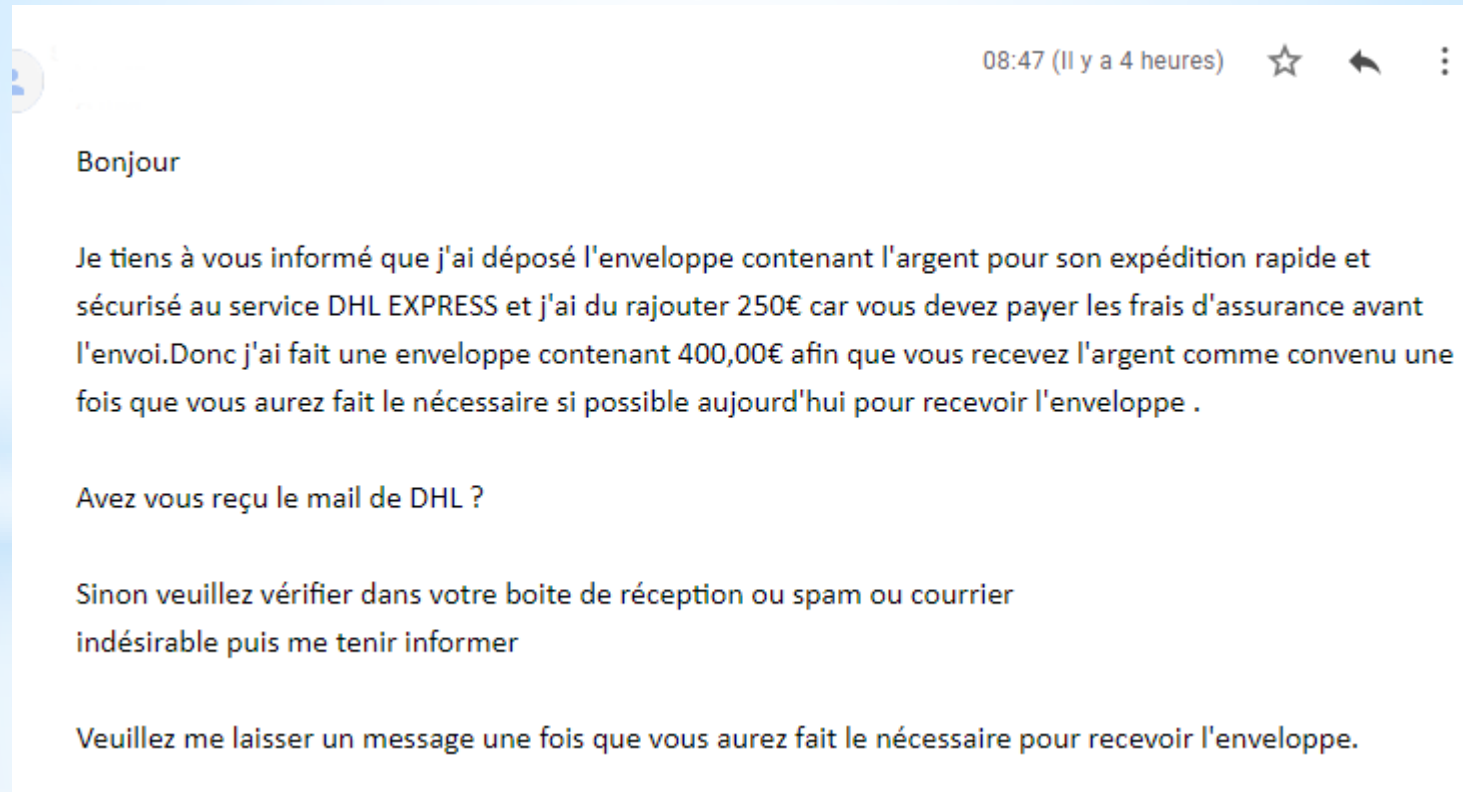 08:47 (Il y a 4 heures)
Bonjour
Je tiens à vous informé que j'ai déposé l'enveloppe contenant l'argent pour son expédition rapide et
sécurisé au service DHL EXPRESS et j'ai du rajouter 250€ car vous devez payer les frais d'assurance avant
l'envoi.Donc j'ai fait une enveloppe contenant 400,00€ afin que vous recevez l'argent comme convenu une
fois que vous aurez fait le nécessaire si possible aujourd'hui pour recevoir l'enveloppe .
Avez vous reçu le mail de DHL ?
Sinon veuillez vérifier dans votre boite de réception ou spam ou courrier
indésirable puis me tenir informer
Veuillez me laisser un message une fois que vous aurez fait le nécessaire pour recevoir l'enveloppe.